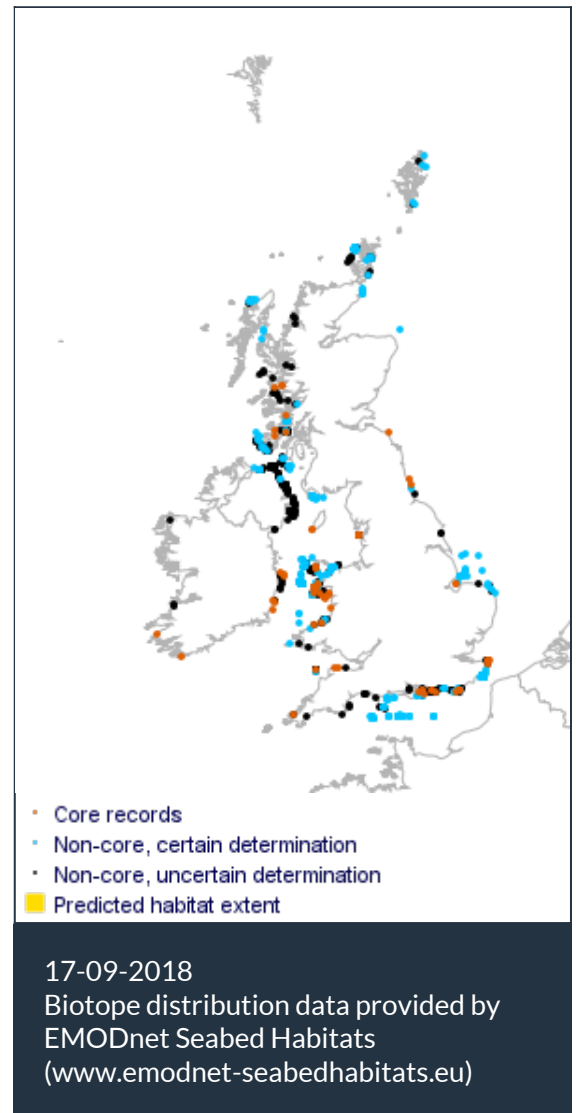 Core records
Non-core, certain determination
Non-core, uncertain determination
Predicted habitat extent
17-09-2018
Biotope distribution data provided by
EMODnet Seabed Habitats
(www.emodnet-seabedhabitats.eu)